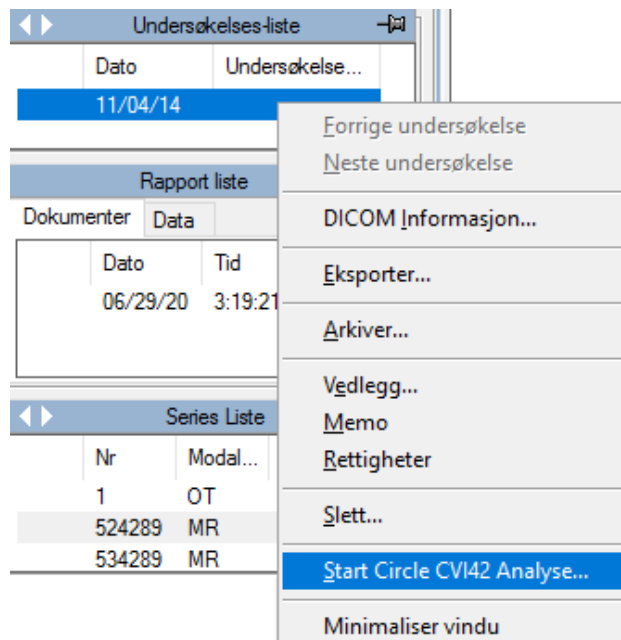 Undersøkelses-liste
Dato Undersøkelse...
11/04/14
Forrige undersøkelse
Neste undersøkelse
Rapport liste
Dokumenter Data
DICOM Informasjon...
Dato Tid
06/29/20 3:19:21
Eksporter...
Arkiver...
Vedlegg...
Memo
Rettigheter
Series Liste
Nr Modal...
1 OT
524289 MR
534289 MR
Slett...
Start Circle CVI42 Analyse...
Minimaliser vindu